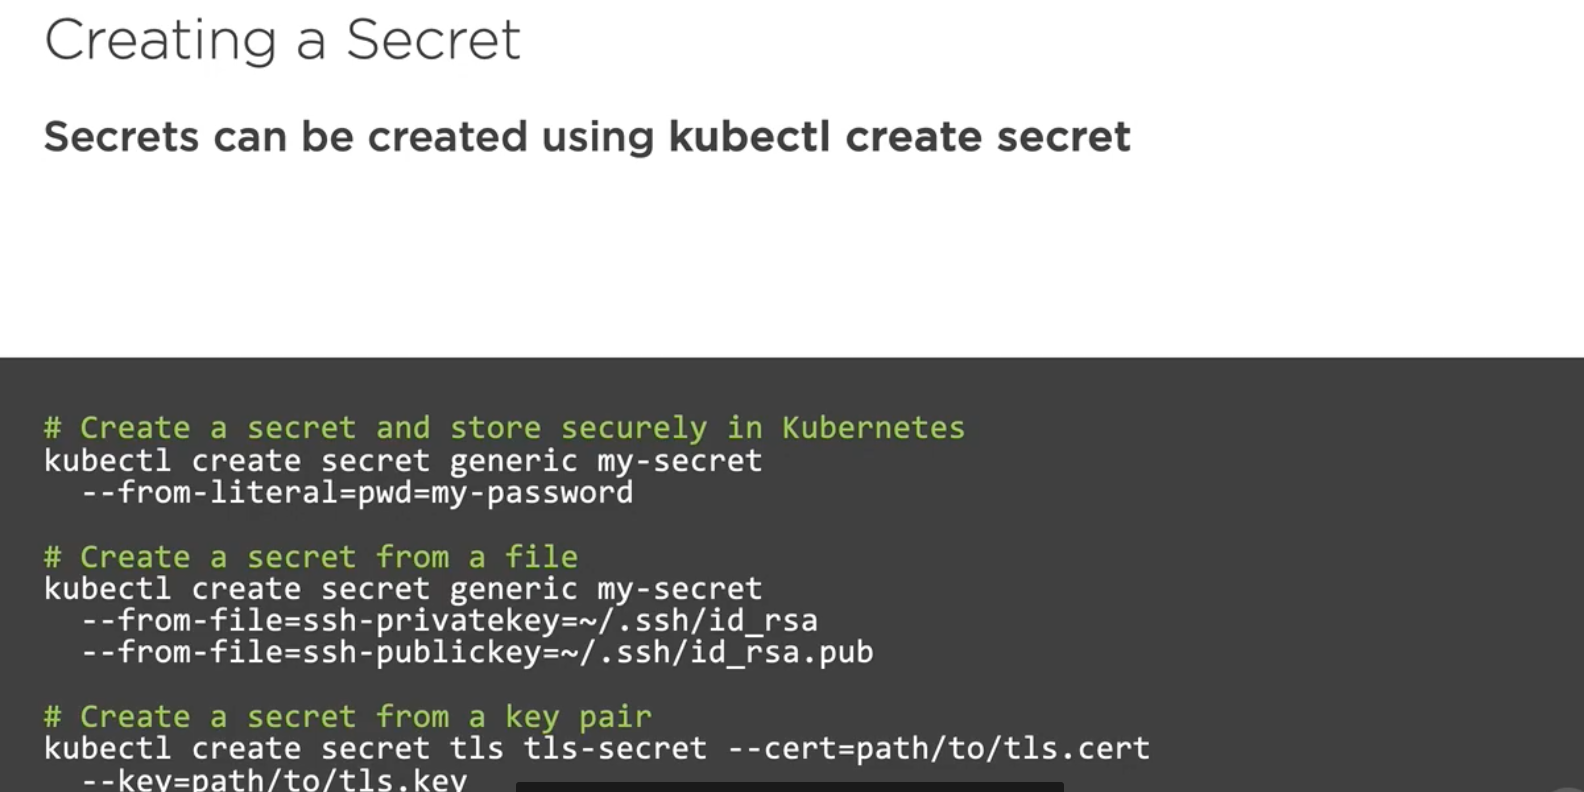 Creating a Secret
Secrets can be created using kubectl create secret
# Create a secret and store securely in Kubernetes
kubectl create secret generic my-secret
--from-literal=pwd=my-password
# Create a secret from a file
kubectl create secret generic my-secret
--from-file=ssh-privatekey=~/.ssh/id_rsa
--from-file=ssh-publickey=~/.ssh/id_rsa.pub
# Create a secret from a key pair
kubectl create secret tls tls-secret --cert=path/to/tls.cert
--key=path/to/tls.key